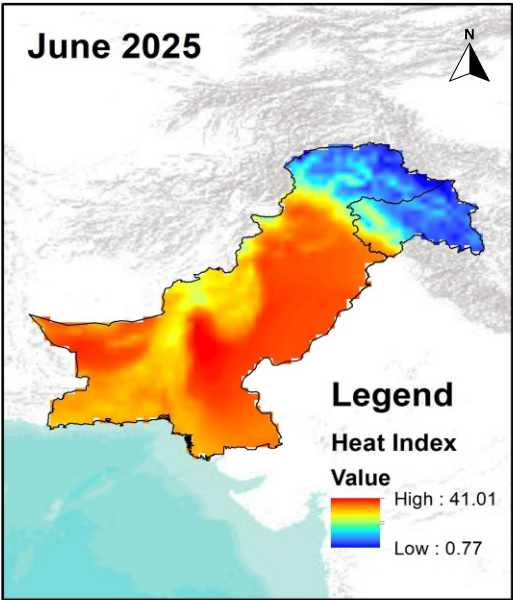 June 2025
N
Legend
Heat Index
Value
High : 41.01
Low : 0.77